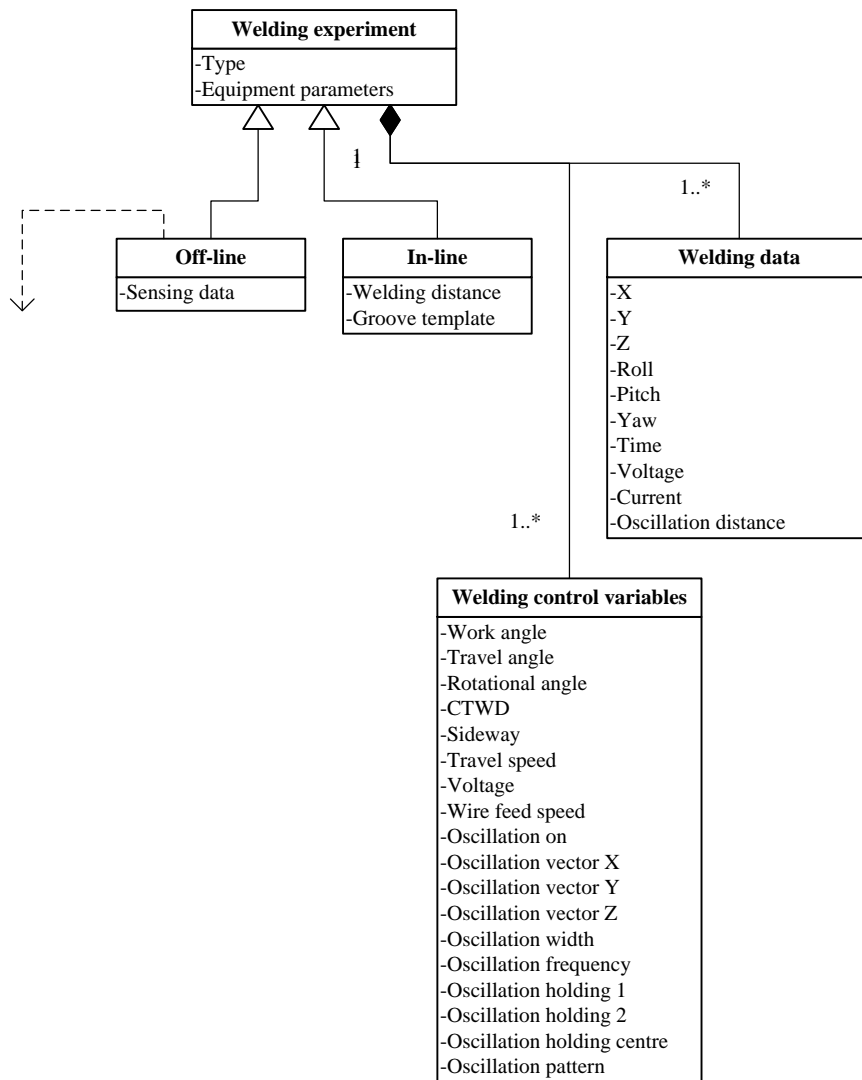 Welding experiment
-Type
-Equipment parameters
1
1
1..*
Off-line
-Sensing data
In-line
-Welding distance
-Groove template
Welding data
-X
-Y
-Z
-Roll
-Pitch
-Yaw
-Time
-Voltage
-Current
-Oscillation distance
1..*
Welding control variables
-Work angle
-Travel angle
-Rotational angle
-CTWD
-Sideway
-Travel speed
-Voltage
-Wire feed speed
-Oscillation on
-Oscillation vector X
-Oscillation vector Y
-Oscillation vector Z
-Oscillation width
-Oscillation frequency
-Oscillation holding 1
-Oscillation holding 2
-Oscillation holding centre
-Oscillation pattern